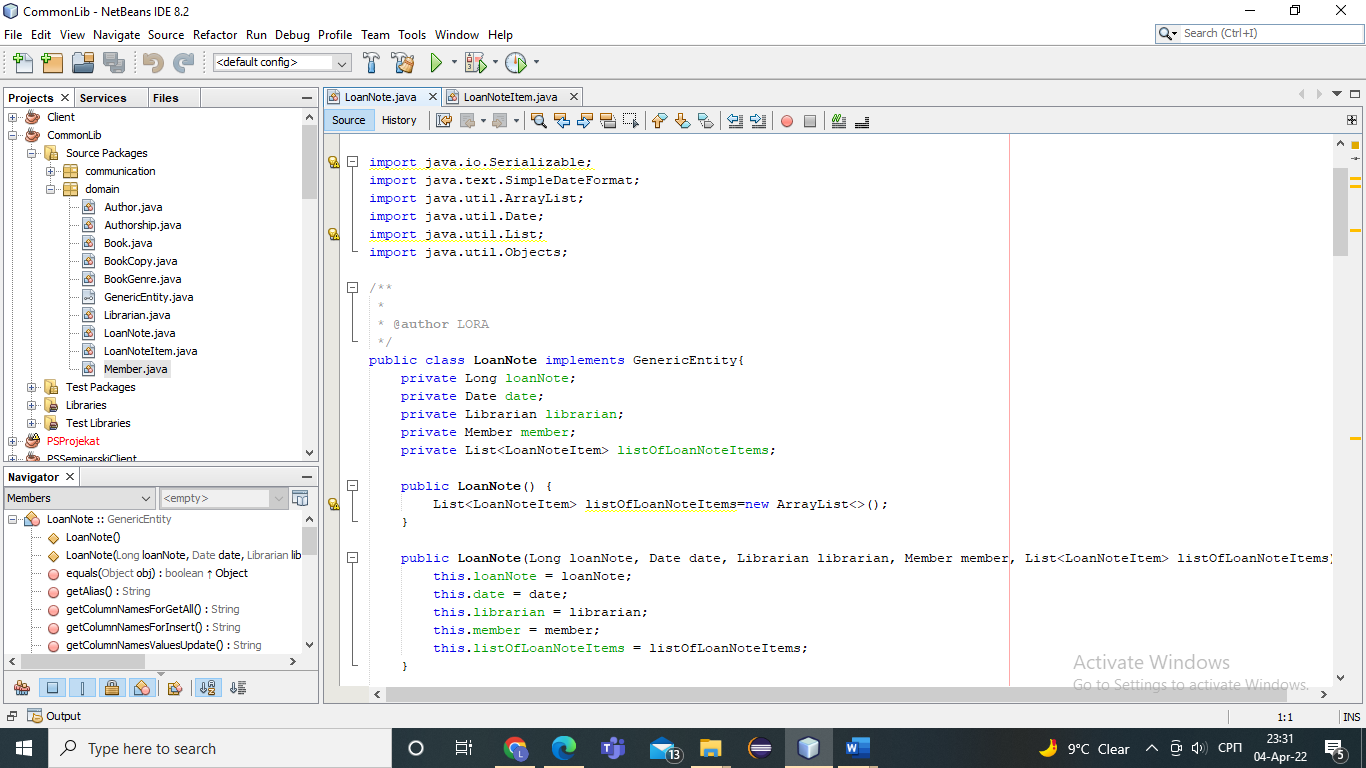 CommonLib - NetBeans IDE 8.2
File Edit View Navigate Source Refactor Run Debug Profile Team Tools Window Help
Search (Ctrl+I)
<default config>
Projects Services Files
Client
CommonLib
Source Packages
communication
domain
Author.java
Authorship.java
Book.java
BookCopy.java
BookGenre.java
GenericEntity.java
Librarian.java
LoanNote.java
LoanNoteItem.java
Member.java
Test Packages
Libraries
Test Libraries
PSProjekat
PSSeminarskiClient
Navigator
Members <empty>
LoanNote :: GenericEntity
LoanNote()
LoanNote(Long loanNote, Date date, Librarian lib
equals(Object obj) : boolean ↑ Object
getAlias() : String
getColumnNamesForGetAll() : String
getColumnNamesForInsert() : String
getColumnNamesValuesUpdate() : String
LoanNote.java LoanNoteItem.java
Source History
import java.io.Serializable;
import java.text.SimpleDateFormat;
import java.util.ArrayList;
import java.util.Date;
import java.util.List;
import java.util.Objects;
/**
*
* @author LORA
*/
public class LoanNote implements GenericEntity{
private Long loanNote;
private Date date;
private Librarian librarian;
private Member member;
private List<LoanNoteItem> listOfLoanNoteItems;
public LoanNote() {
List<LoanNoteItem> listOfLoanNoteItems=new ArrayList<>();
}
public LoanNote(Long loanNote, Date date, Librarian librarian, Member member, List<LoanNoteItem> listOfLoanNoteItems)
this.loanNote = loanNote;
this.date = date;
this.librarian = librarian;
this.member = member;
this.listOfLoanNoteItems = listOfLoanNoteItems;
}
Activate Windows
Go to Settings to activate Windows.
Output
1:1 INS
Type here to search
13
9°C Clear
СРП
23:31
04-Apr-22
5